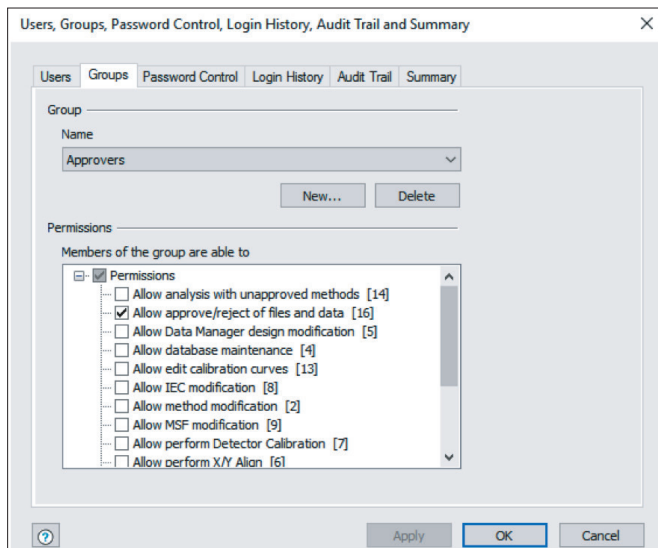 Users, Groups, Password Control, Login History, Audit Trail and Summary
Users Groups Password Control Login History Audit Trail Summary
Group
Name
Approvers
New... Delete
Permissions
Members of the group are able to
Permissions
Allow analysis with unapproved methods [14]
Allow approve/reject of files and data [16]
Allow Data Manager design modification [5]
Allow database maintenance [4]
Allow edit calibration curves [13]
Allow IEC modification [8]
Allow method modification [2]
Allow MSF modification [9]
Allow perform Detector Calibration [7]
Allow perform X/Y Align [6]
Apply OK Cancel